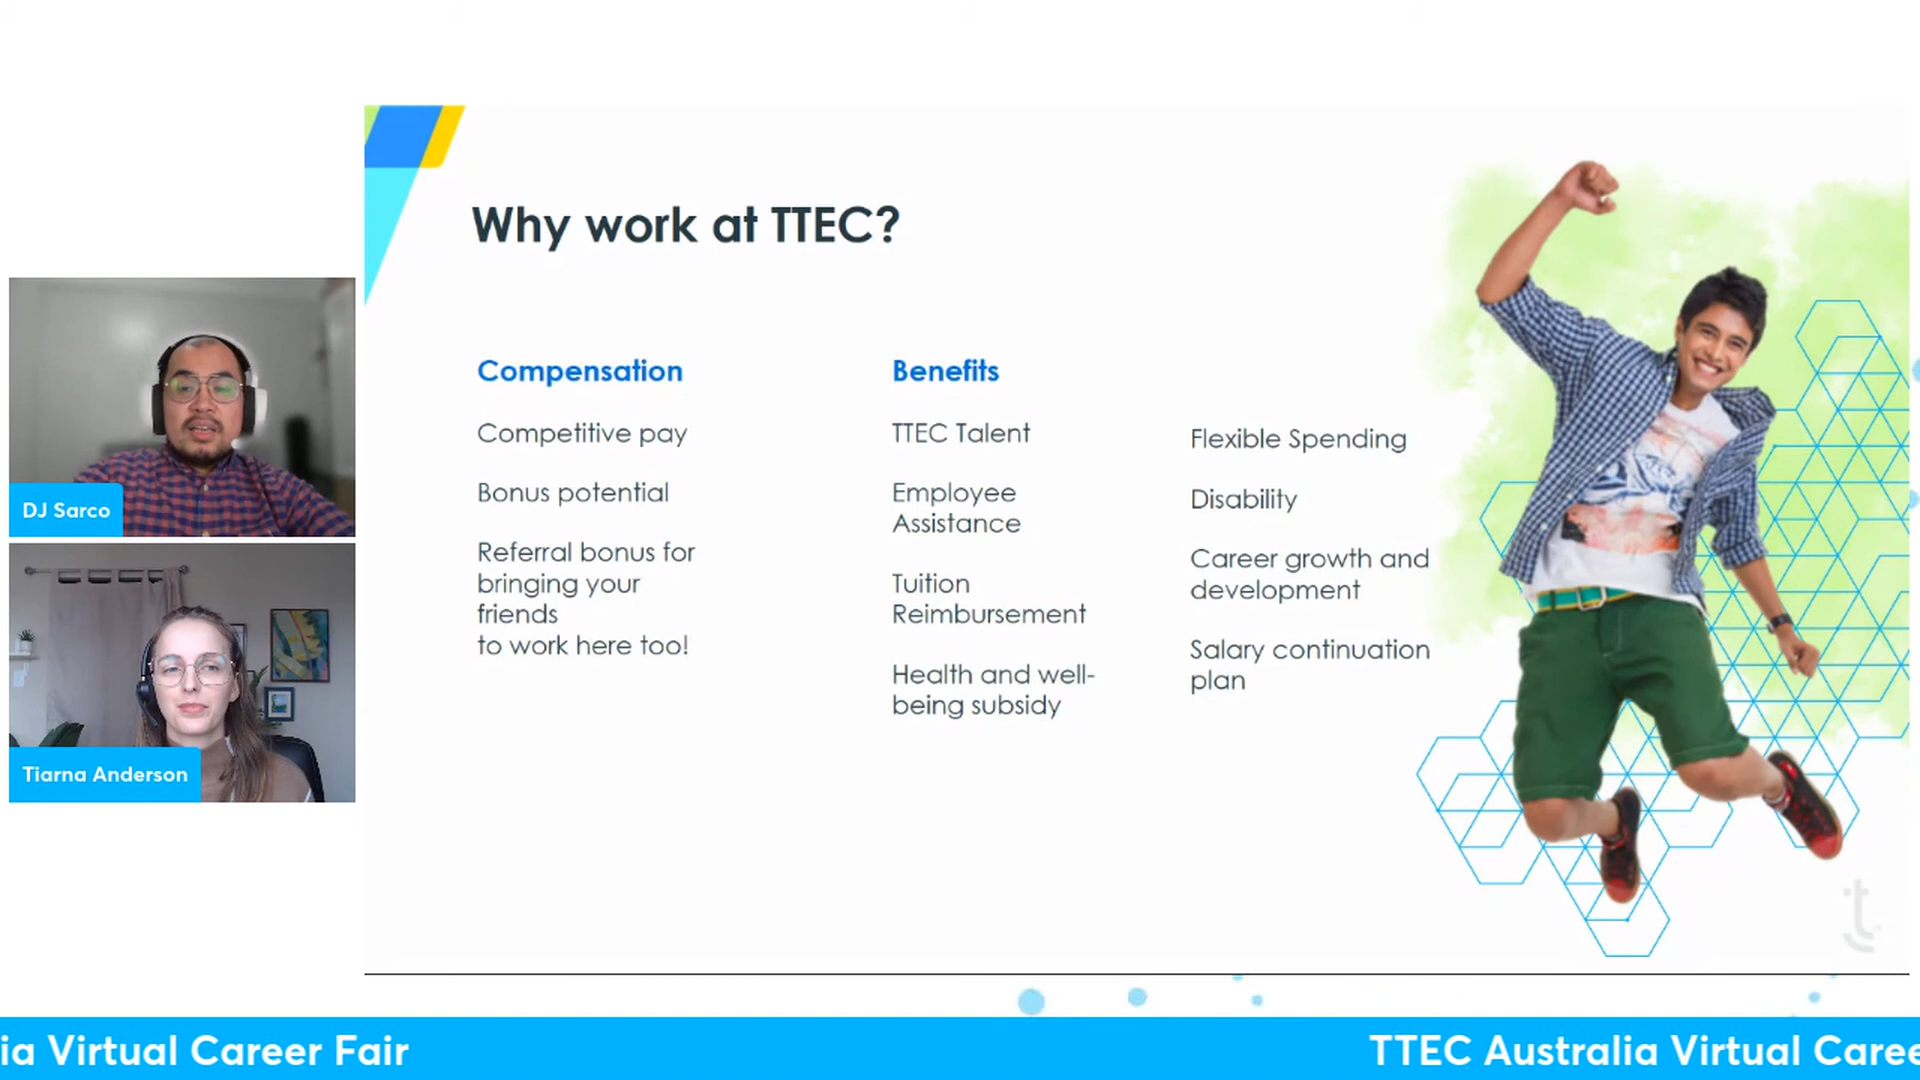 Why work at TTEC?
Compensation
Competitive pay
Bonus potential
Referral bonus for
bringing your
friends
to work here too!
Benefits
TTEC Talent
Employee
Assistance
Tuition
Reimbursement
Health and well-
being subsidy
Flexible Spending
Disability
Career growth and
development
Salary continuation
plan
DJ Sarco
Tiarna Anderson
t
ia Virtual Career Fair
TTEC Australia Virtual Caree